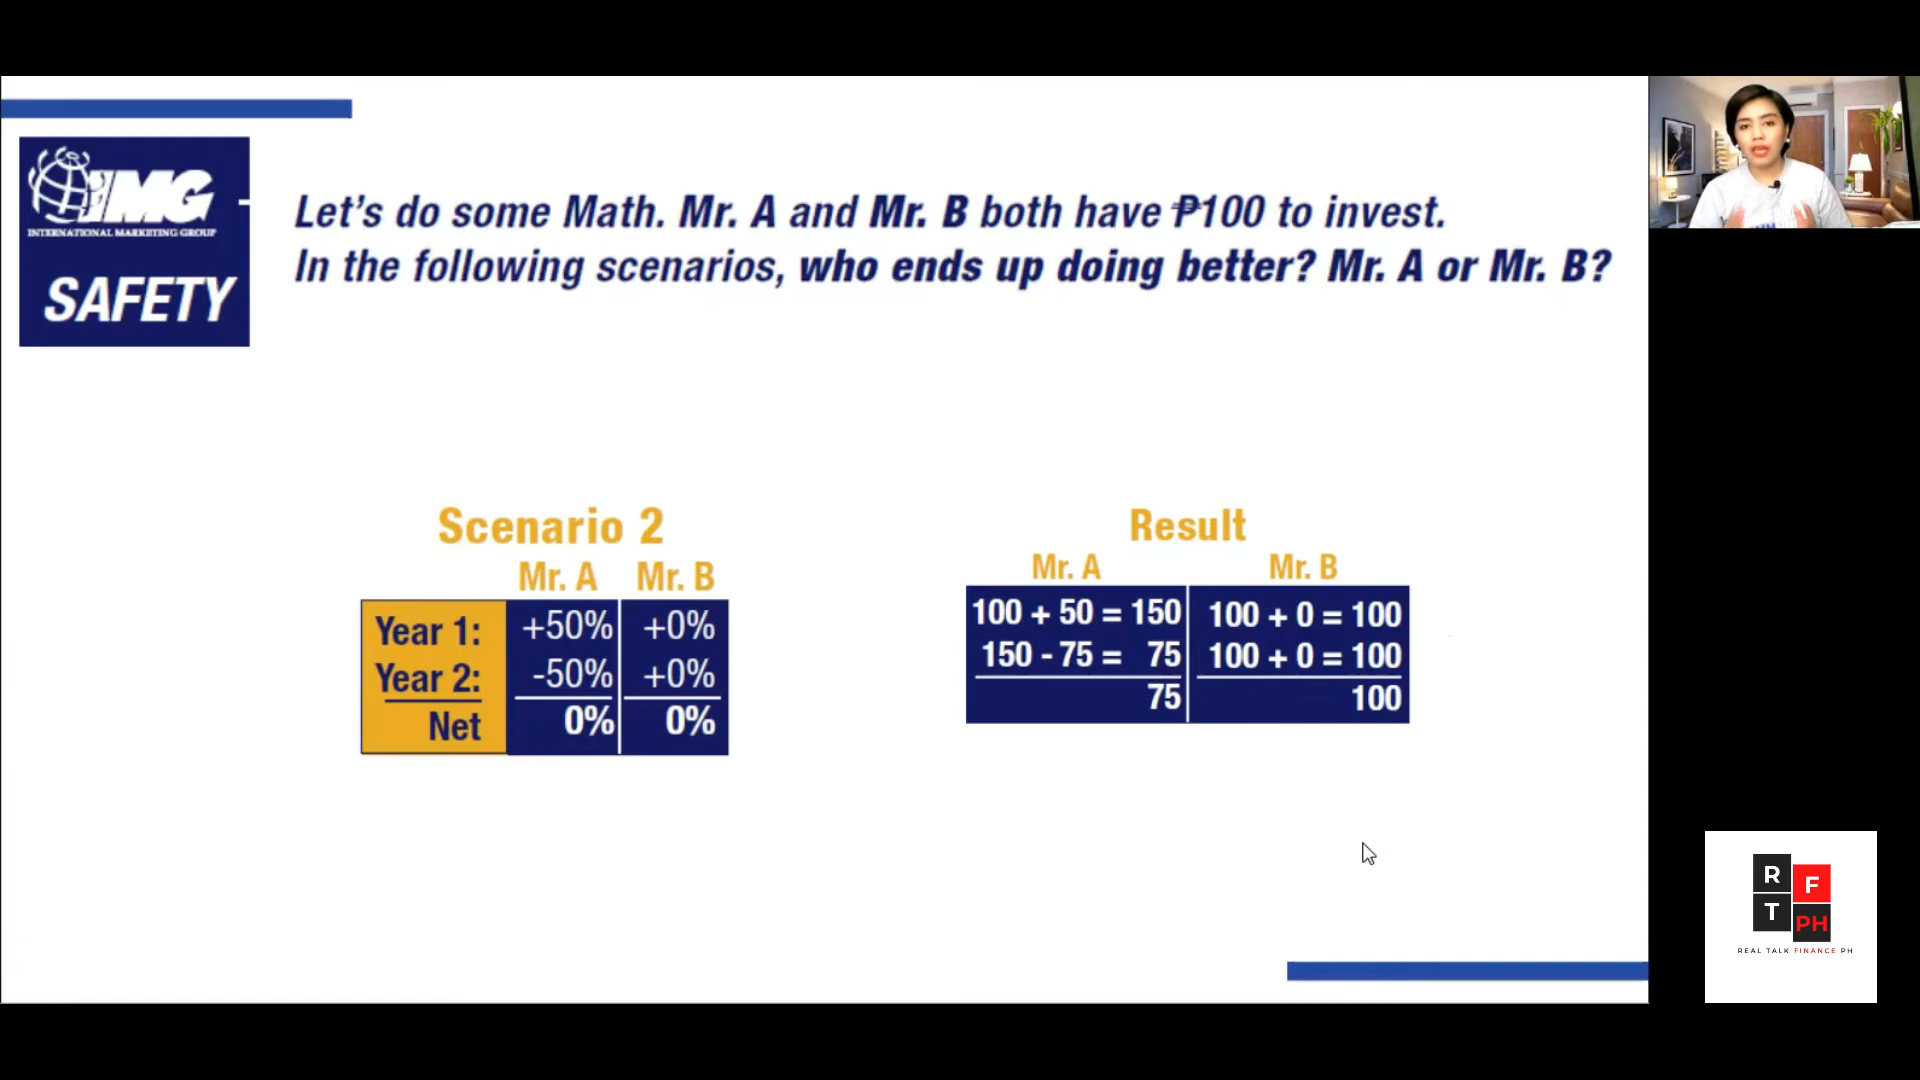 IMG
INTERNATIONAL MARKETING GROUP
SAFETY
Let's do some Math. Mr. A and Mr. B both have ₱100 to invest.
In the following scenarios, who ends up doing better? Mr. A or Mr. B?
Scenario 2
Mr. A Mr. B
Year 1: +50% +0%
Year 2: -50% +0%
Net 0% 0%
Result
Mr. A Mr. B
100 + 50 = 150 100 + 0 = 100
150 - 75 = 75 100 + 0 = 100
75 100
R F
T PH
REAL TALK FINANCE PH